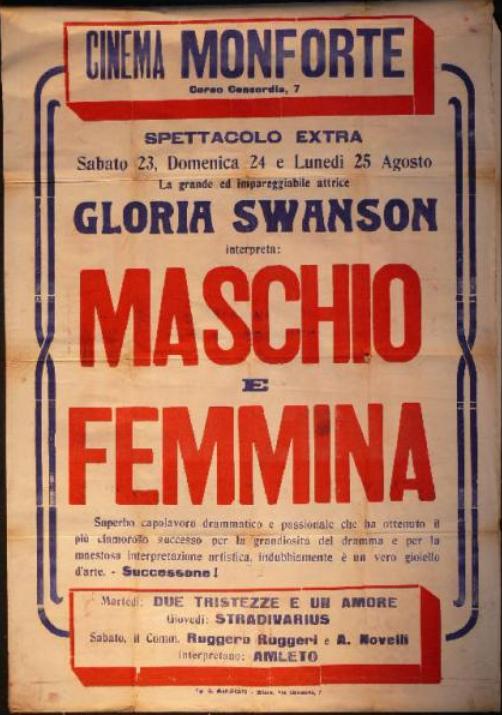 CINEMA MONFORTE
Corso Concordia, 7
SPETTACOLO EXTRA
Sabato 23, Domenica 24 e Lunedì 25 Agosto
La grande ed impareggiabile attrice
GLORIA SWANSON
interpreta:
MASCHIO
E
FEMMINA
Superbo capolavoro drammatico e passionale che ha ottenuto il
più clamoroso successo per la grandiosità del dramma e per la
maestosa interpretazione artistica, indubbiamente è un vero gioiello
d'arte. - Successone!
Martedì: DUE TRISTEZZE E UN AMORE
Giovedì: STRADIVARIUS
Sabato, il Comm. Ruggero Ruggeri e A. Novelli
interpretano: AMLETO